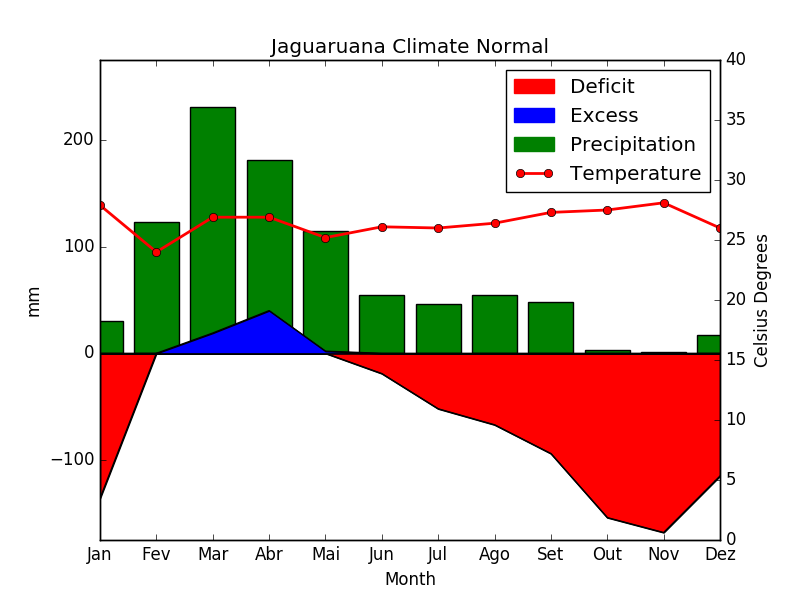 Jaguaruana Climate Normal
Deficit
Excess
Precipitation
Temperature
200
100
0
−100
mm
40
35
30
25
20
15
10
5
0
Celsius Degrees
Jan Fev Mar Abr Mai Jun Jul Ago Set Out Nov Dez
Month